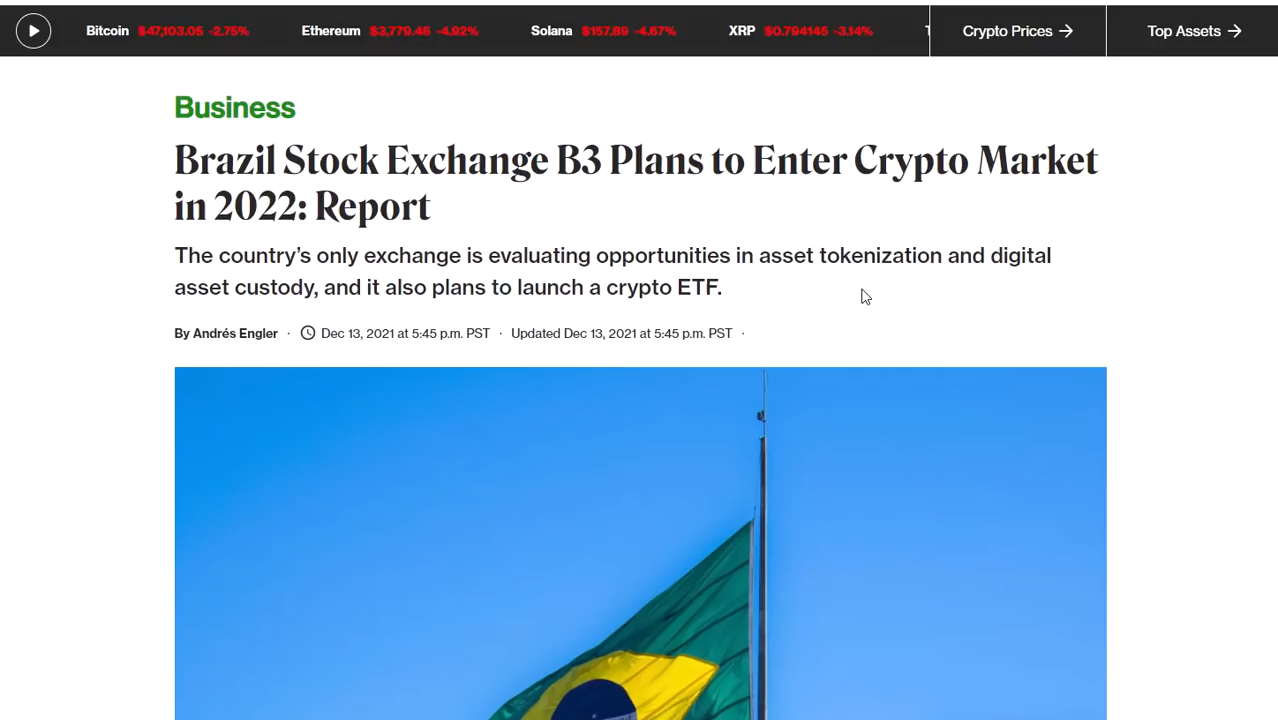 Bitcoin $47,103.05 -2.75% Ethereum $3,779.46 -4.92% Solana $157.89 -4.67% XRP $0.794145 -3.14% Crypto Prices → Top Assets →
Business
Brazil Stock Exchange B3 Plans to Enter Crypto Market
in 2022: Report
The country’s only exchange is evaluating opportunities in asset tokenization and digital
asset custody, and it also plans to launch a crypto ETF.
By Andrés Engler · Dec 13, 2021 at 5:45 p.m. PST · Updated Dec 13, 2021 at 5:45 p.m. PST ·